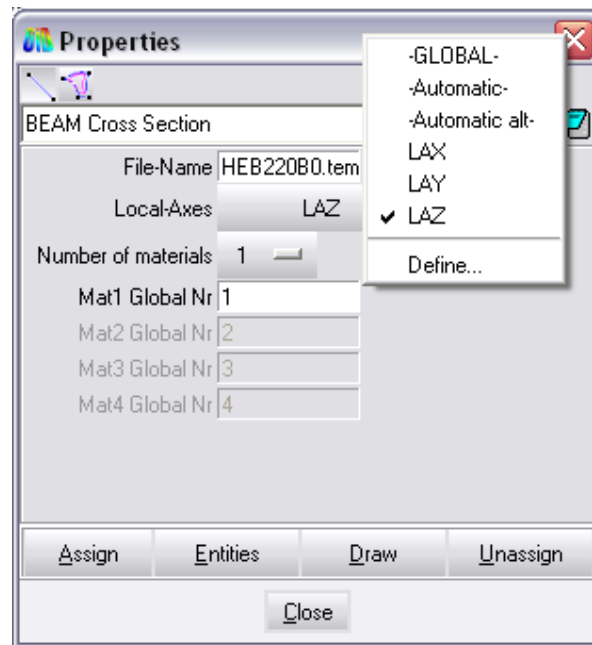 Properties
-GLOBAL-
-Automatic-
-Automatic alt-
LAX
LAY
LAZ
Define...
BEAM Cross Section
File-Name HEB220B0.tem
Local-Axes LAZ
Number of materials 1
Mat1 Global Nr 1
Mat2 Global Nr 2
Mat3 Global Nr 3
Mat4 Global Nr 4
Assign Entities Draw Unassign
Close